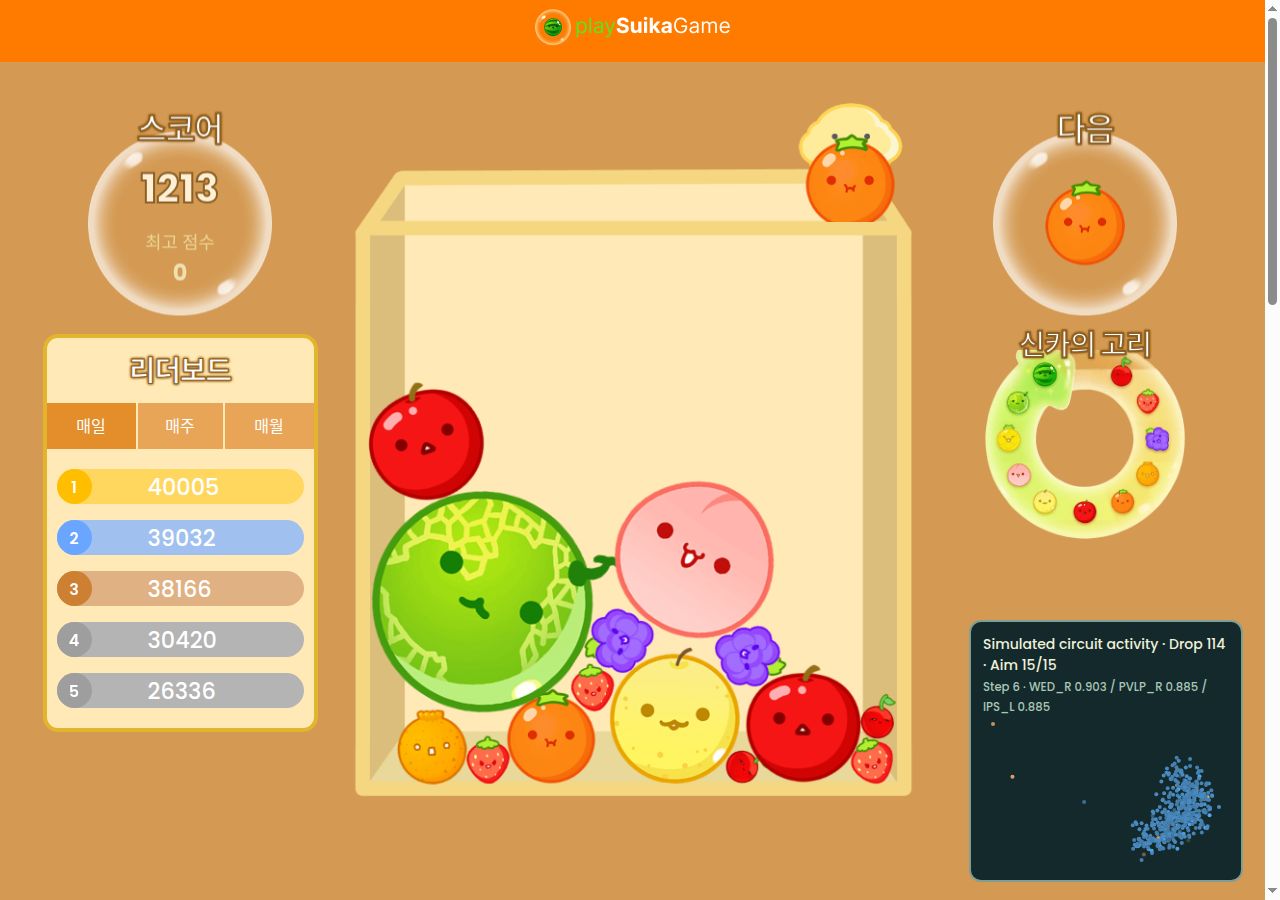 playSuikaGame
스코어
1213
최고 점수
0
다음
리더보드
매일
매주
매월
1 40005
2 39032
3 38166
4 30420
5 26336
신카의 고리
Simulated circuit activity · Drop 114
· Aim 15/15
Step 6 · WED_R 0.903 / PVLP_R 0.885 /
IPS_L 0.885